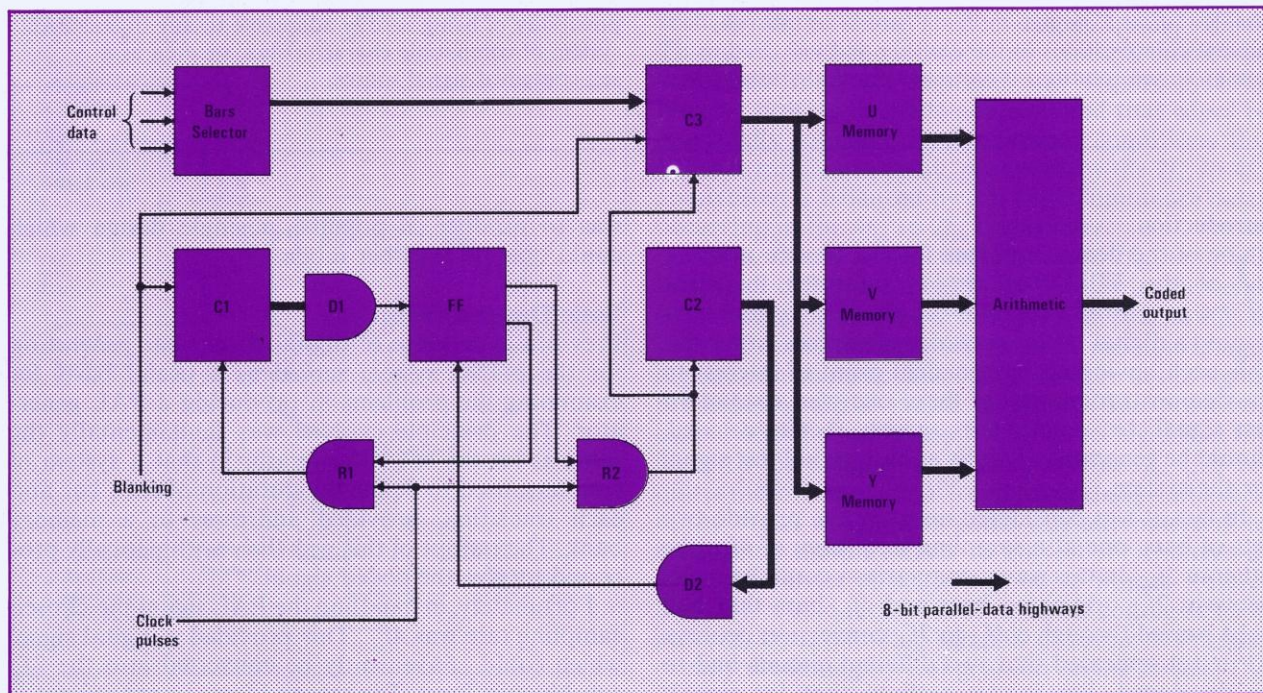 Control
data
Bars
Selector
C3
U
Memory
C1
D1
FF
C2
V
Memory
Arithmetic
Coded
output
Blanking
R1
R2
Y
Memory
D2
8-bit parallel-data highways
Clock
pulses